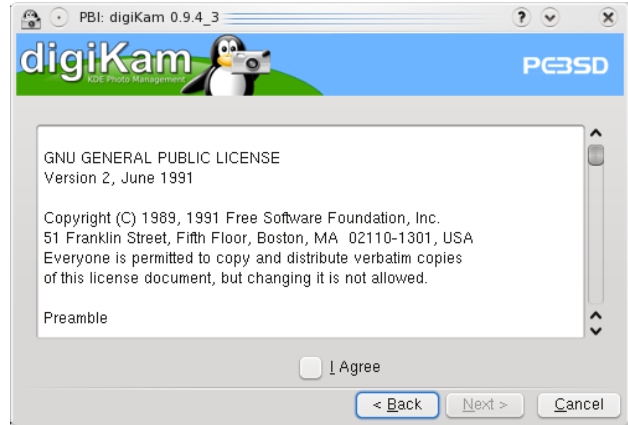 PBI: digiKam 0.9.4_3
digiKam
KDE Photo Management
PCBSD
GNU GENERAL PUBLIC LICENSE
Version 2, June 1991
Copyright (C) 1989, 1991 Free Software Foundation, Inc.
51 Franklin Street, Fifth Floor, Boston, MA  02110-1301, USA
Everyone is permitted to copy and distribute verbatim copies
of this license document, but changing it is not allowed.
Preamble
I Agree
< Back Next > Cancel